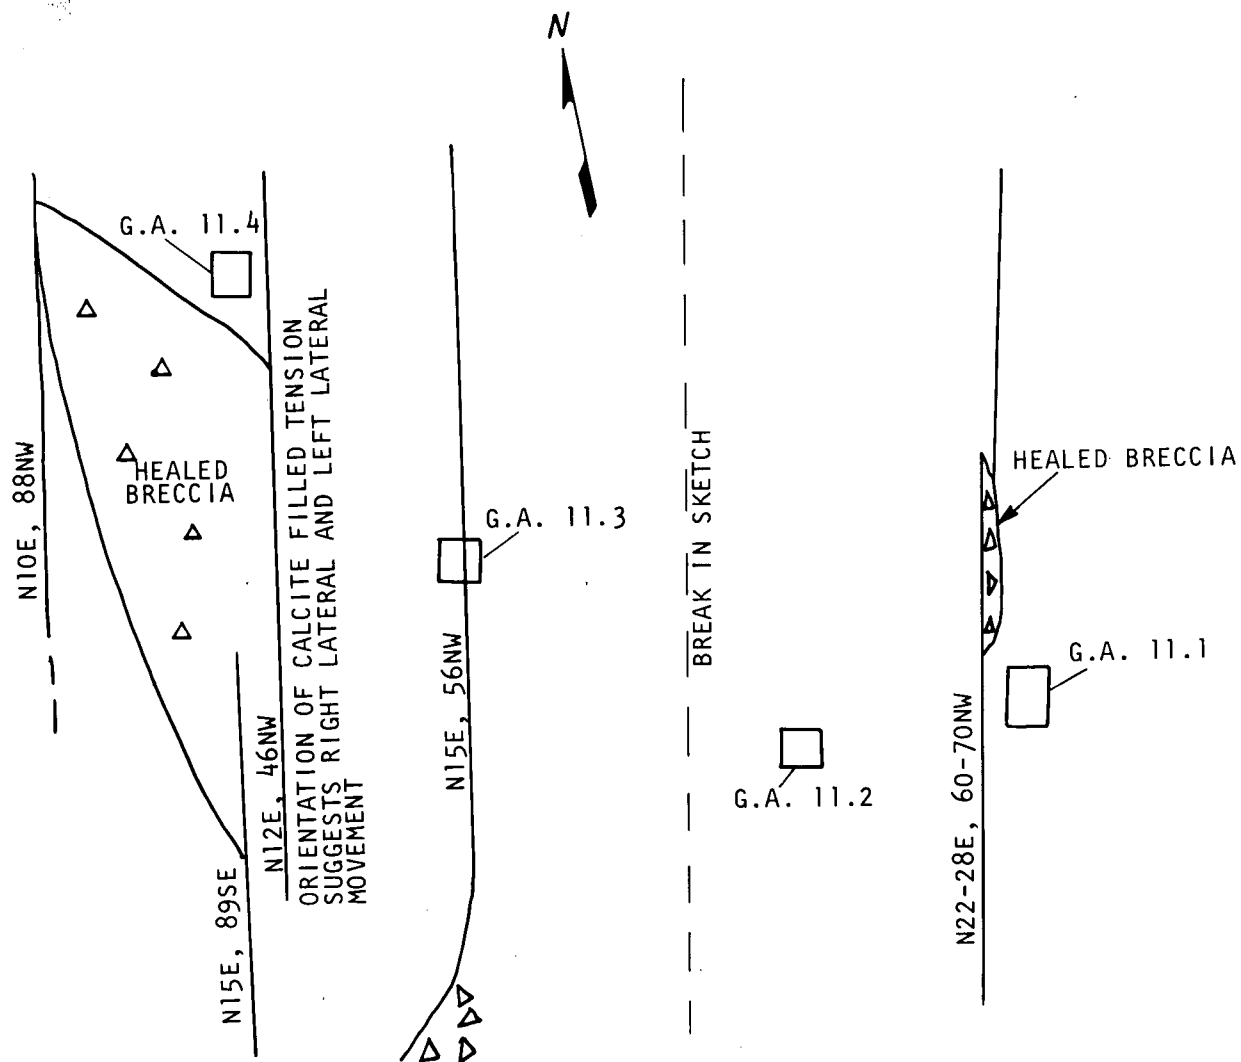 N
G.A. 11.4
HEALED
BRECCIA
N10E, 88NW
N15E, 89SE
N12E, 46NW
ORIENTATION OF CALCITE FILLED TENSION
SUGGESTS RIGHT LATERAL AND LEFT LATERAL
MOVEMENT
G.A. 11.3
N15E, 56NW
BREAK IN SKETCH
G.A. 11.2
HEALED BRECCIA
G.A. 11.1
N22-28E, 60-70NW